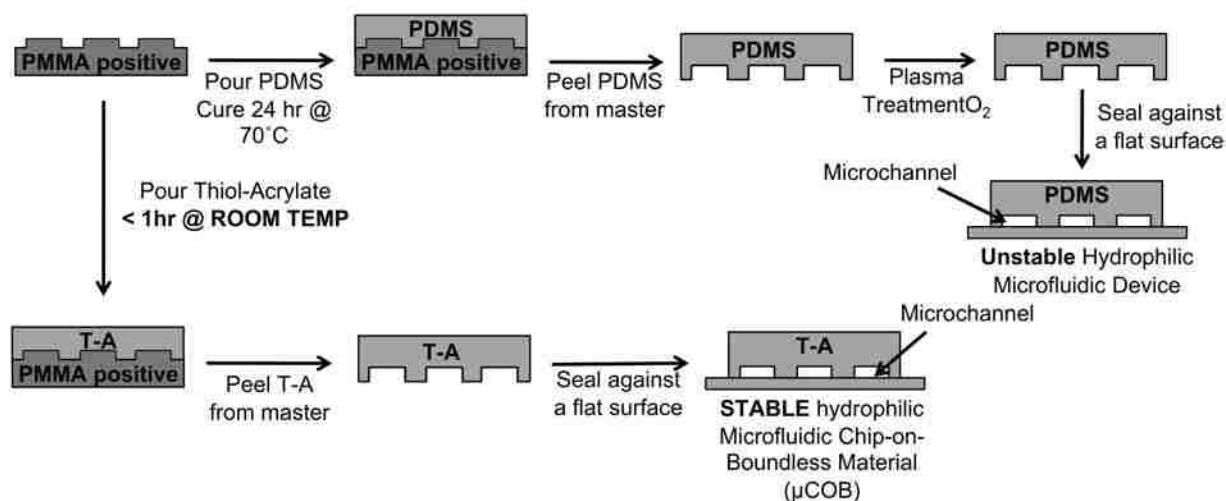 PMMA positive
Pour PDMS
Cure 24 hr @
70˚C
PDMS
PMMA positive
Peel PDMS
from master
PDMS
Plasma
TreatmentO₂
PDMS
Seal against
a flat surface
Microchannel
PDMS
Unstable Hydrophilic
Microfluidic Device
Pour Thiol-Acrylate
< 1hr @ ROOM TEMP
T-A
PMMA positive
Peel T-A
from master
T-A
Seal against
a flat surface
Microchannel
T-A
STABLE hydrophilic
Microfluidic Chip-on-
Boundless Material
(µCOB)